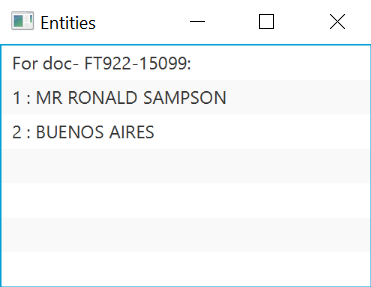 Entities
For doc- FT922-15099:
1 : MR RONALD SAMPSON
2 : BUENOS AIRES